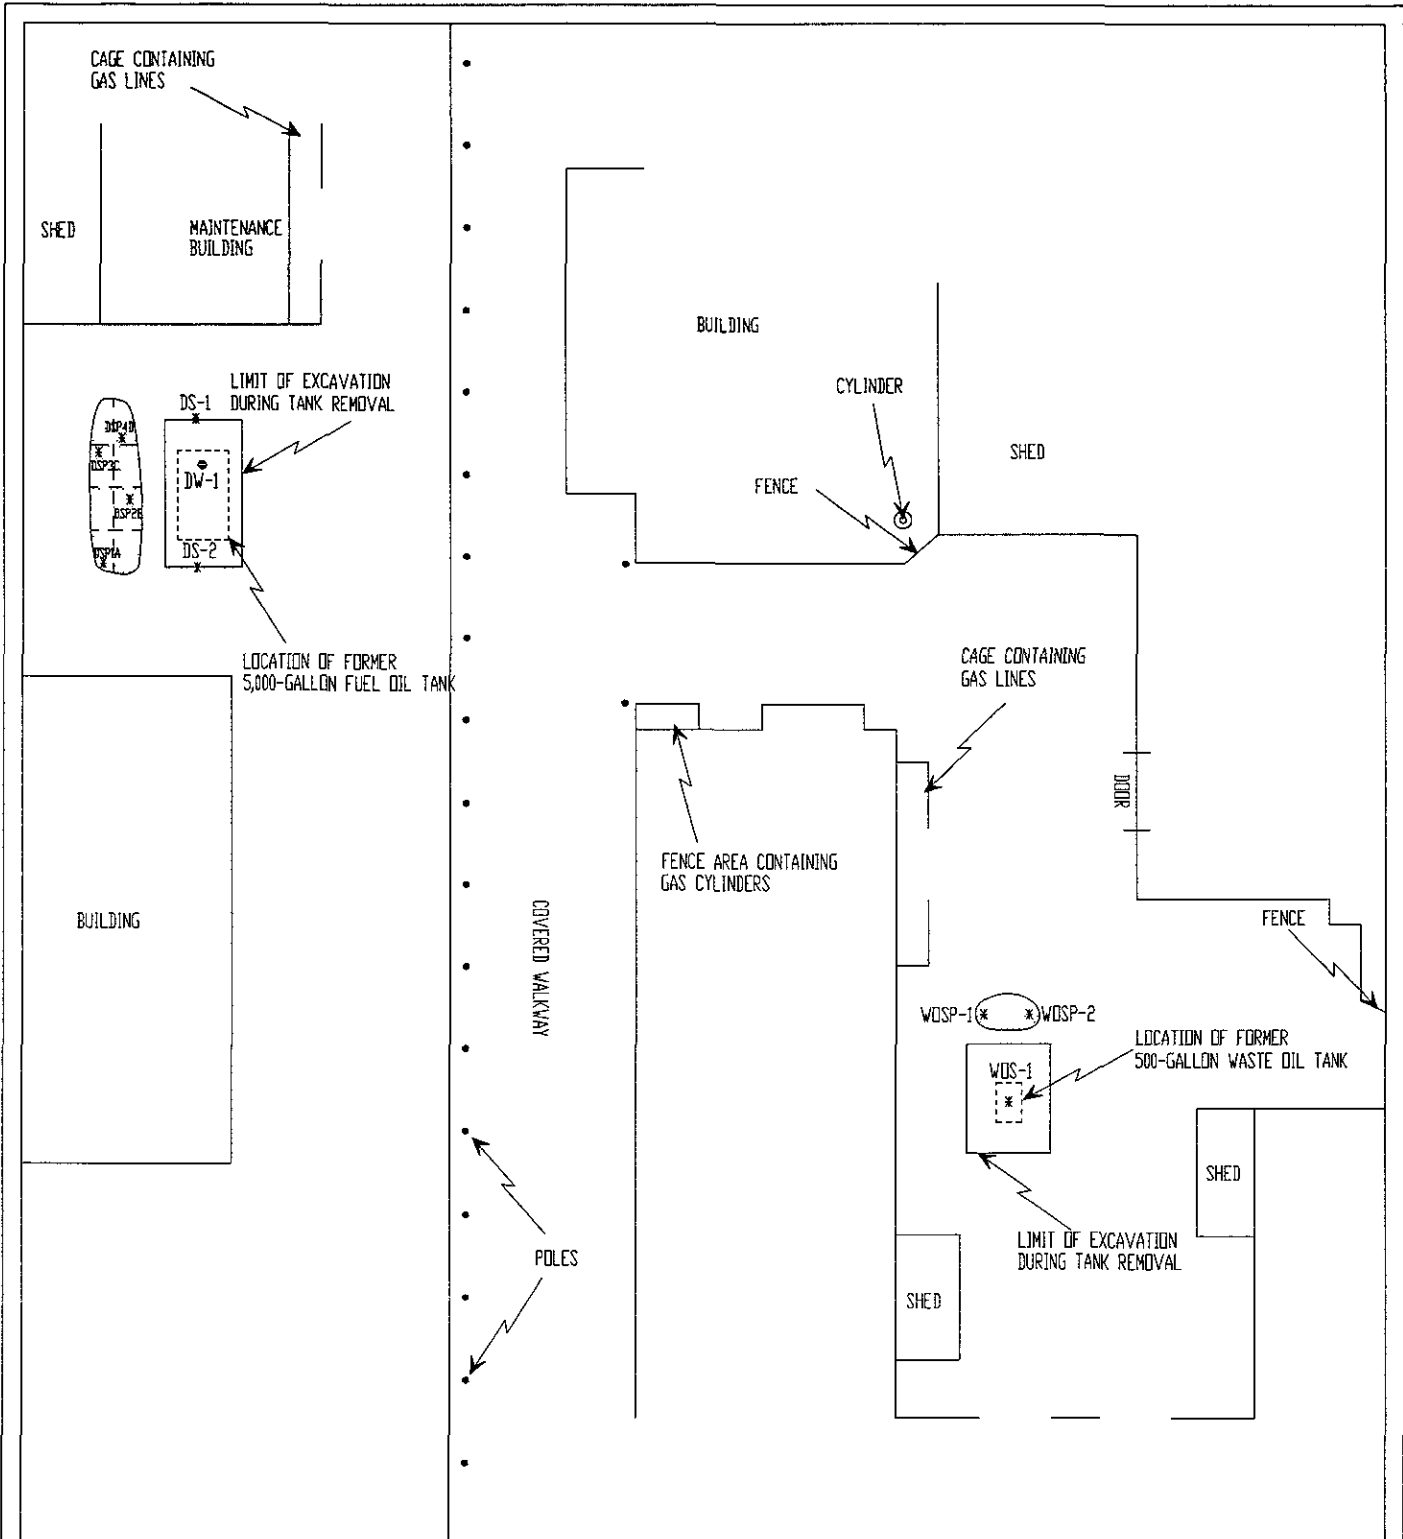 CAGE CONTAINING
GAS LINES
SHED
MAINTENANCE
BUILDING
BUILDING
LIMIT OF EXCAVATION
DURING TANK REMOVAL
DS-1
CYLINDER
DSP4D
DSP3C
DW-1
SHED
FENCE
DSP1A
DS-2
LOCATION OF FORMER
5,000-GALLON FUEL OIL TANK
CAGE CONTAINING
GAS LINES
DOOR
FENCE AREA CONTAINING
GAS CYLINDERS
BUILDING
COVERED WALKWAY
FENCE
WOSP-1
WOSP-2
LOCATION OF FORMER
500-GALLON WASTE OIL TANK
WOS-1
SHED
LIMIT OF EXCAVATION
DURING TANK REMOVAL
POLES
SHED